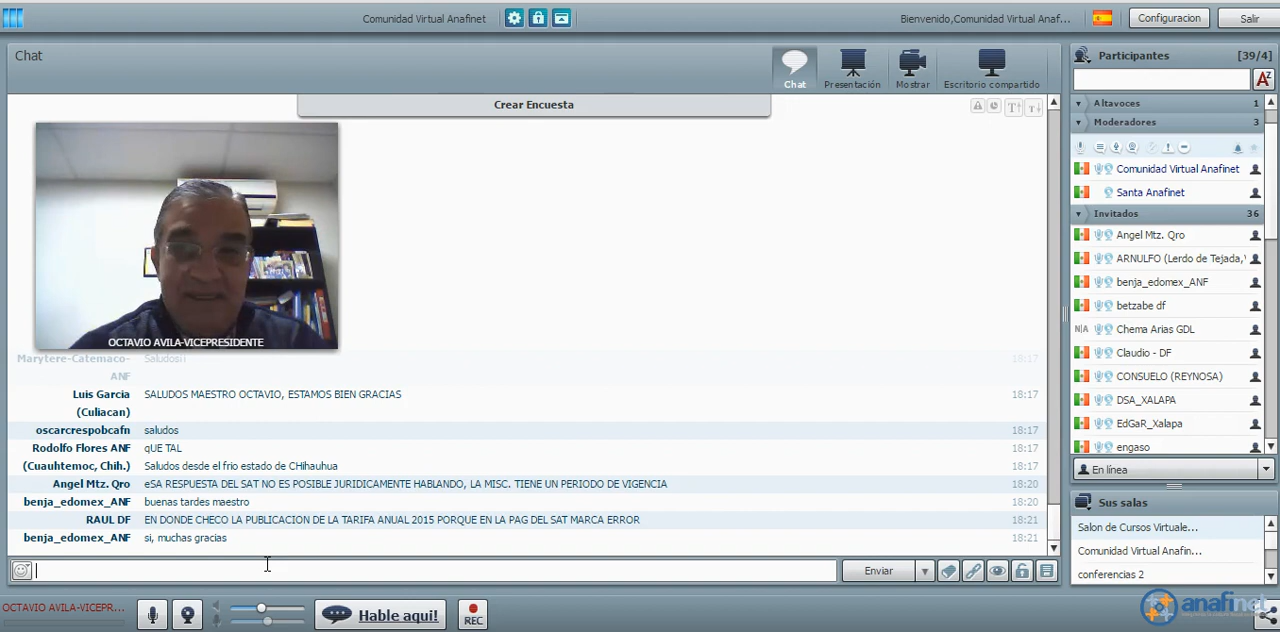 Comunidad Virtual Anafinet
Bienvenido,Comunidad Virtual Anaf...
Configuracion
Salir
Chat
Chat
Presentación
Mostrar
Escritorio compartido
Crear Encuesta
OCTAVIO AVILA-VICEPRESIDENTE
Marytere-Catemaco-
ANF
Saludos¡¡ 18:17
Luis Garcia
(Culiacan)
SALUDOS MAESTRO OCTAVIO, ESTAMOS BIEN GRACIAS 18:17
oscarcrespobcafn saludos 18:17
Rodolfo Flores ANF qUE TAL 18:17
(Cuauhtemoc, Chih.) Saludos desde el frio estado de CHihauhua 18:17
Angel Mtz. Qro eSA RESPUESTA DEL SAT NO ES POSIBLE JURIDICAMENTE HABLANDO, LA MISC. TIENE UN PERIODO DE VIGENCIA 18:20
benja_edomex_ANF buenas tardes maestro 18:20
RAUL DF EN DONDE CHECO LA PUBLICACION DE LA TARIFA ANUAL 2015 PORQUE EN LA PAG DEL SAT MARCA ERROR 18:21
benja_edomex_ANF si, muchas gracias 18:21
Enviar
OCTAVIO AVILA-VICEPR...
Hable aqui!
REC
Participantes [39/4]
AZ
Altavoces 1
Moderadores 3
Comunidad Virtual Anafinet
Santa Anafinet
Invitados 36
Angel Mtz. Qro
ARNULFO (Lerdo de Tejada,
benja_edomex_ANF
betzabe df
N/A Chema Arias GDL
Claudio - DF
CONSUELO (REYNOSA)
DSA_XALAPA
EdGaR_Xalapa
engaso
En línea
Sus salas
Salon de Cursos Virtuale...
Comunidad Virtual Anafin...
conferencias 2
anafinet